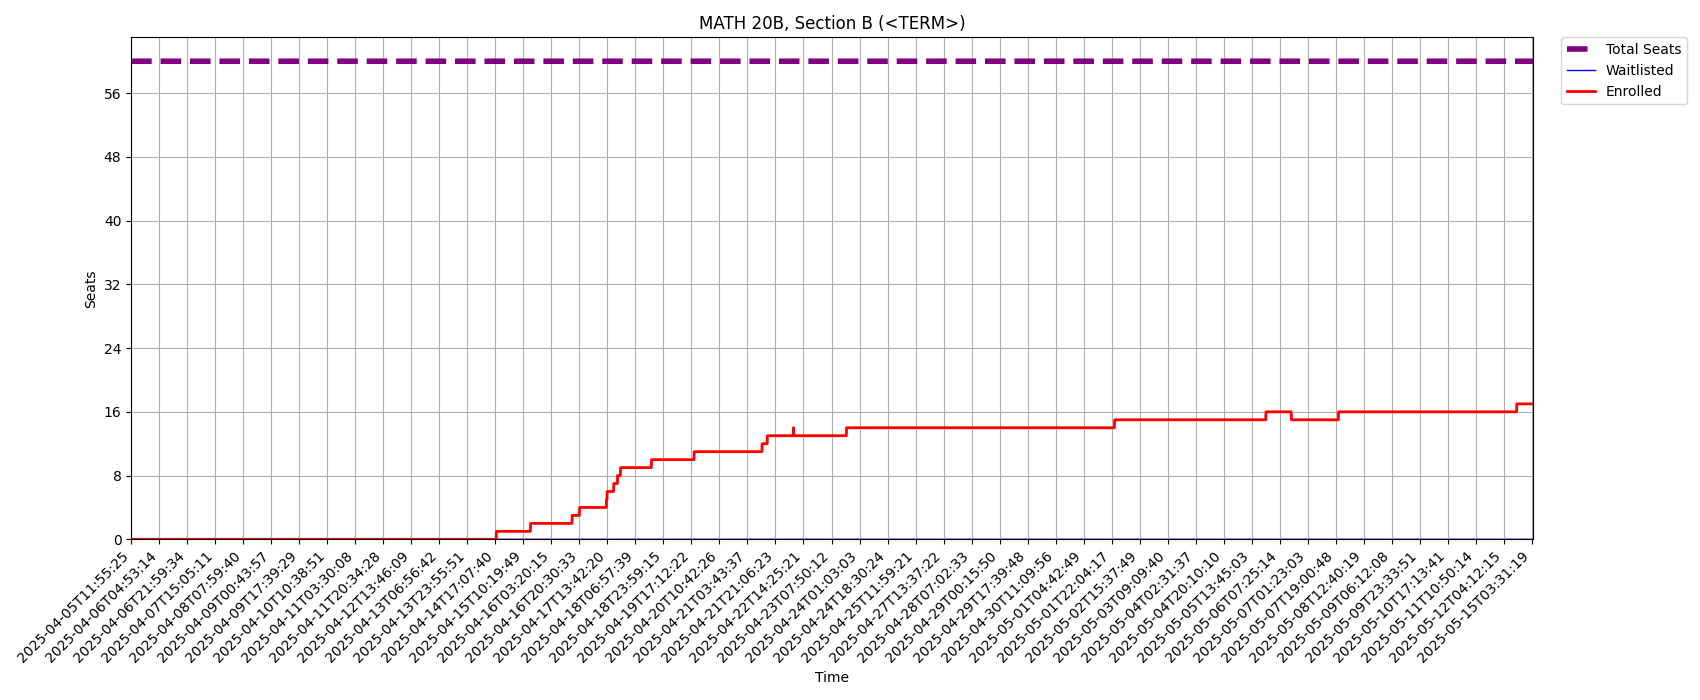 MATH 20B, Section B (<TERM>)
Total Seats
Waitlisted
Enrolled
Seats
56
48
40
32
24
16
8
0
2025-04-05T11:55:25
2025-04-06T04:53:14
2025-04-06T21:59:34
2025-04-07T15:05:11
2025-04-08T07:59:40
2025-04-09T00:43:57
2025-04-09T17:39:29
2025-04-10T10:38:51
2025-04-11T03:30:08
2025-04-11T20:34:28
2025-04-12T13:46:09
2025-04-13T06:56:42
2025-04-13T23:55:51
2025-04-14T17:07:40
2025-04-15T10:19:49
2025-04-16T03:20:15
2025-04-16T20:30:33
2025-04-17T13:42:20
2025-04-18T06:57:39
2025-04-18T23:59:15
2025-04-19T17:12:22
2025-04-20T10:42:26
2025-04-21T03:43:37
2025-04-21T21:06:23
2025-04-22T14:25:21
2025-04-23T07:50:12
2025-04-24T01:03:03
2025-04-24T18:30:24
2025-04-25T11:59:21
2025-04-27T13:37:22
2025-04-28T07:02:33
2025-04-29T00:15:50
2025-04-29T17:39:48
2025-04-30T11:09:56
2025-05-01T04:42:49
2025-05-01T22:04:17
2025-05-02T15:37:49
2025-05-03T09:09:40
2025-05-04T02:31:37
2025-05-04T20:10:10
2025-05-05T13:45:03
2025-05-06T07:25:14
2025-05-07T01:23:03
2025-05-07T19:00:48
2025-05-08T12:40:19
2025-05-09T06:12:08
2025-05-09T23:33:51
2025-05-10T17:13:41
2025-05-11T10:50:14
2025-05-12T04:12:15
2025-05-15T03:31:19
Time